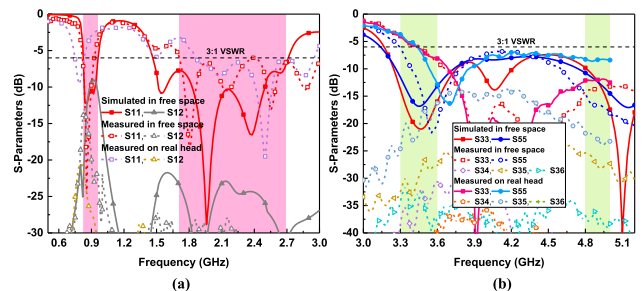 (a)
3:1 VSWR
Simulated in free space
S11, S12
Measured in free space
S11, S12
Measured on real head
S11, S12
S-Parameters (dB)
0
-5
-10
-15
-20
-25
-30
0.6 0.9 1.2 1.5 1.8 2.1 2.4 2.7 3.0
Frequency (GHz)
(a)
(b)
3:1 VSWR
Simulated in free space
S33 S55
Measured in free space
S33, S55
S34, S35, S36
Measured on real head
S33, S55
S34, S35, S36
S-Parameters (dB)
0
-5
-10
-15
-20
-25
-30
-35
-40
3.0 3.3 3.6 3.9 4.2 4.5 4.8 5.1
Frequency (GHz)
(b)